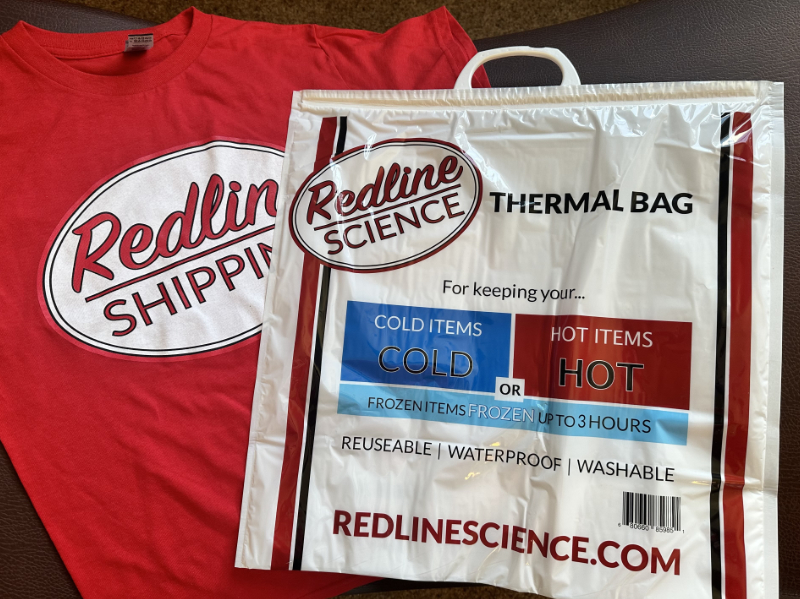 Redlin
SHIPPIN
Redline
SCIENCE
THERMAL BAG
For keeping your...
COLD ITEMS
COLD
HOT ITEMS
HOT
OR
FROZEN ITEMS FROZEN UP TO 3 HOURS
REUSEABLE | WATERPROOF | WASHABLE
REDLINESCIENCE.COM